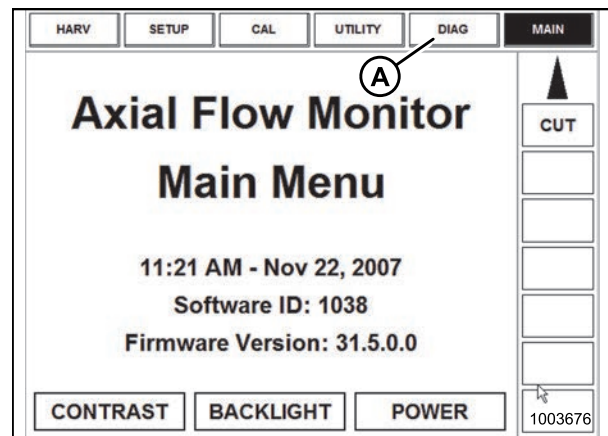 HARV SETUP CAL UTILITY DIAG MAIN
A
Axial Flow Monitor
CUT
Main Menu
11:21 AM - Nov 22, 2007
Software ID: 1038
Firmware Version: 31.5.0.0
CONTRAST BACKLIGHT POWER
1003676